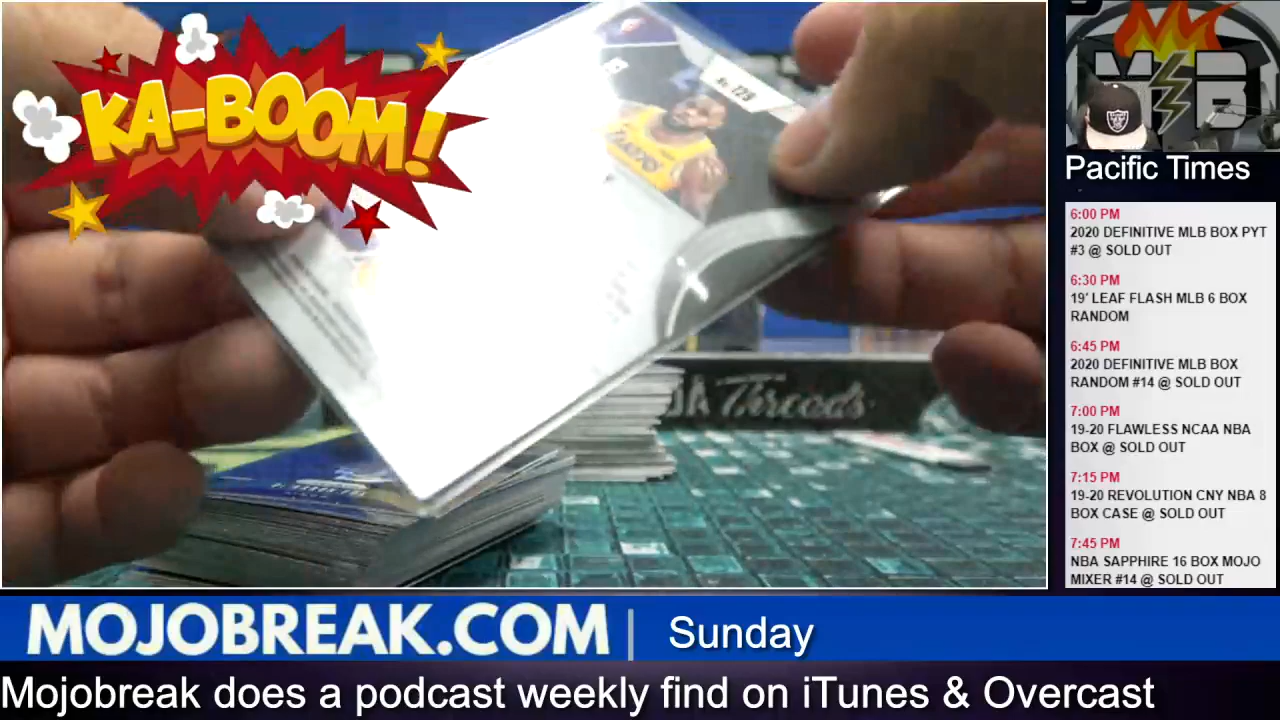 KA-BOOM!
No. 129
LAKERS
Threads
M B
Pacific Times
6:00 PM
2020 DEFINITIVE MLB BOX PYT
#3 @ SOLD OUT
6:30 PM
19' LEAF FLASH MLB 6 BOX
RANDOM
6:45 PM
2020 DEFINITIVE MLB BOX
RANDOM #14 @ SOLD OUT
7:00 PM
19-20 FLAWLESS NCAA NBA
BOX @ SOLD OUT
7:15 PM
19-20 REVOLUTION CNY NBA 8
BOX CASE @ SOLD OUT
7:45 PM
NBA SAPPHIRE 16 BOX MOJO
MIXER #14 @ SOLD OUT
MOJOBREAK.COM | Sunday
Mojobreak does a podcast weekly find on iTunes & Overcast